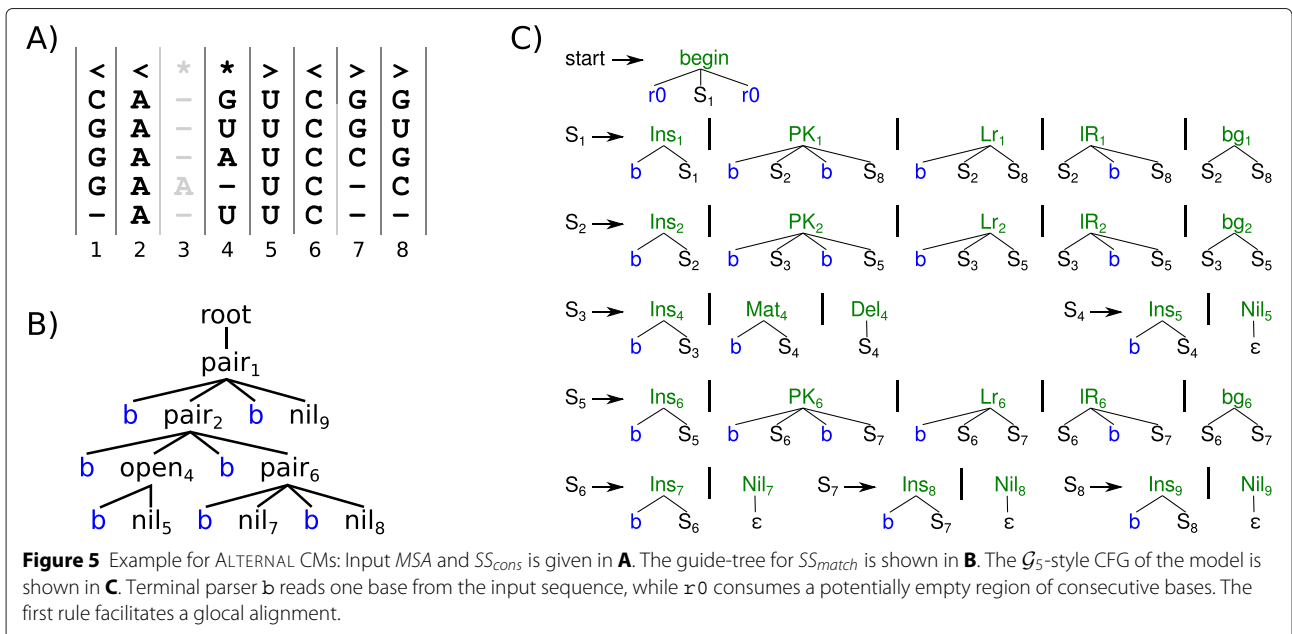 A)
< < * * > < > >
C A – G U C G G
G A – U U C G U
G A – A U C C G
G A A – U C – C
– A – U U C – –
1 2 3 4 5 6 7 8
B)
root
pair₁
b pair₂ b nil₉
b open₄ b pair₆
b nil₅ b nil₇ b nil₈
C)
start → begin
r0 S₁ r0
S₁ → Ins₁ | PK₁ | Lr₁ | lR₁ | bg₁
b S₁ b S₂ b S₈ b S₂ S₈ S₂ b S₈ S₂ S₈
S₂ → Ins₂ | PK₂ | Lr₂ | lR₂ | bg₂
b S₂ b S₃ b S₅ b S₃ S₅ S₃ b S₅ S₃ S₅
S₃ → Ins₄ | Mat₄ | Del₄ S₄ → Ins₅ | Nil₅
b S₃ b S₄ S₄ b S₄ ε
S₅ → Ins₆ | PK₆ | Lr₆ | lR₆ | bg₆
b S₅ b S₆ b S₇ b S₆ S₇ S₆ b S₇ S₆ S₇
S₆ → Ins₇ | Nil₇ S₇ → Ins₈ | Nil₈ S₈ → Ins₉ | Nil₉
b S₆ ε b S₇ ε b S₈ ε
Figure 5 Example for ALTERNAL CMs: Input MSA and SS_cons is given in A. The guide-tree for SS_match is shown in B. The 𝒢₅-style CFG of the model is
shown in C. Terminal parser b reads one base from the input sequence, while r0 consumes a potentially empty region of consecutive bases. The
first rule facilitates a glocal alignment.